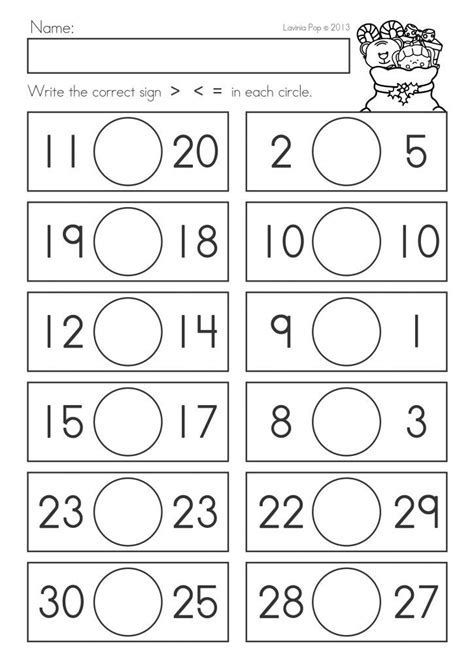 Lavinia Pop © 2013
Name:
Write the correct sign > < = in each circle.
11 20 2 5
19 18 10 10
12 14 9 1
15 17 8 3
23 23 22 29
30 25 28 27